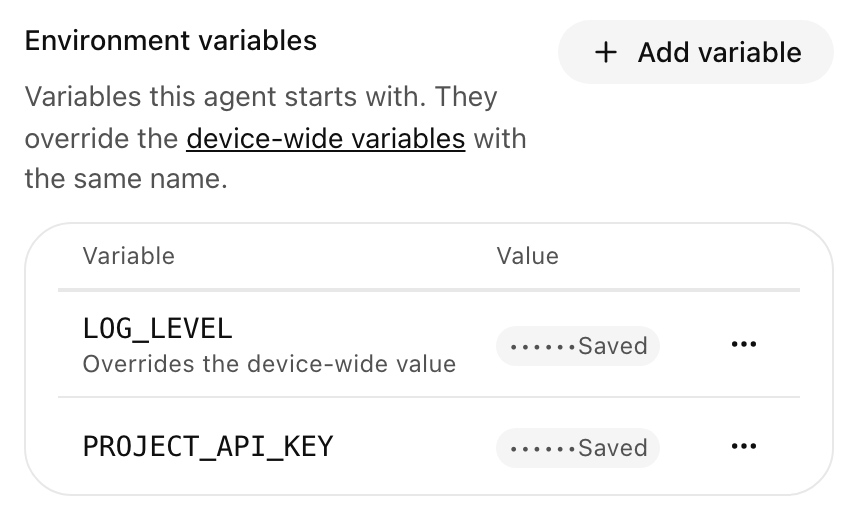 Environment variables
+ Add variable
Variables this agent starts with. They
override the device-wide variables with
the same name.
Variable Value
LOG_LEVEL
Overrides the device-wide value
••••••Saved
PROJECT_API_KEY
••••••Saved